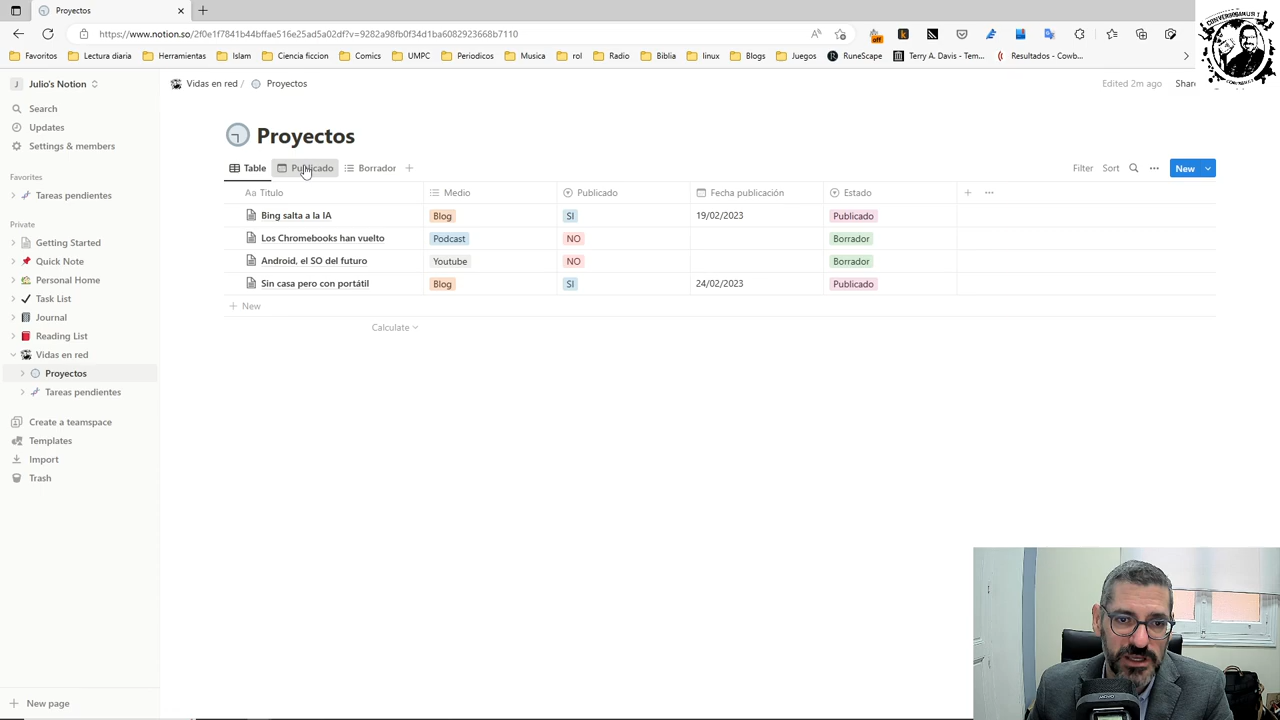 Proyectos
https://www.notion.so/2f0e1f7841b44bffae516e25ad5a02df?v=9282a98fb0f34d1ba6082923668b7110
Favoritos Lectura diaria Herramientas Islam Ciencia ficcion Comics UMPC Periodicos Musica rol Radio Biblia linux Blogs Juegos RuneScape Terry A. Davis - Tem... Resultados - Cowb...
J Julio's Notion
Vidas en red / Proyectos
Edited 2m ago Share
Search
Updates
Settings & members
Favorites
Tareas pendientes
Private
Getting Started
Quick Note
Personal Home
Task List
Journal
Reading List
Vidas en red
Proyectos
Tareas pendientes
Create a teamspace
Templates
Import
Trash
New page
Proyectos
Table Publicado Borrador
Filter Sort New
Aa Titulo Medio Publicado Fecha publicación Estado
Bing salta a la IA Blog SI 19/02/2023 Publicado
Los Chromebooks han vuelto Podcast NO Borrador
Android, el SO del futuro Youtube NO Borrador
Sin casa pero con portátil Blog SI 24/02/2023 Publicado
New
Calculate